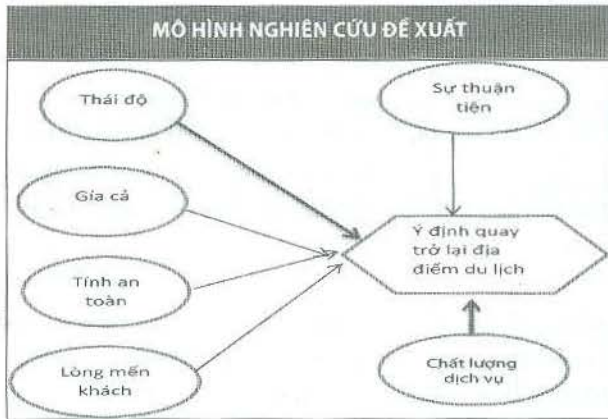 MÔ HÌNH NGHIÊN CỨU ĐỀ XUẤT
Thái độ
Sự thuận
tiện
Gía cả
Ý định quay
trở lại địa
điểm du lịch
Tính an
toàn
Lòng mến
khách
Chất lượng
dịch vụ